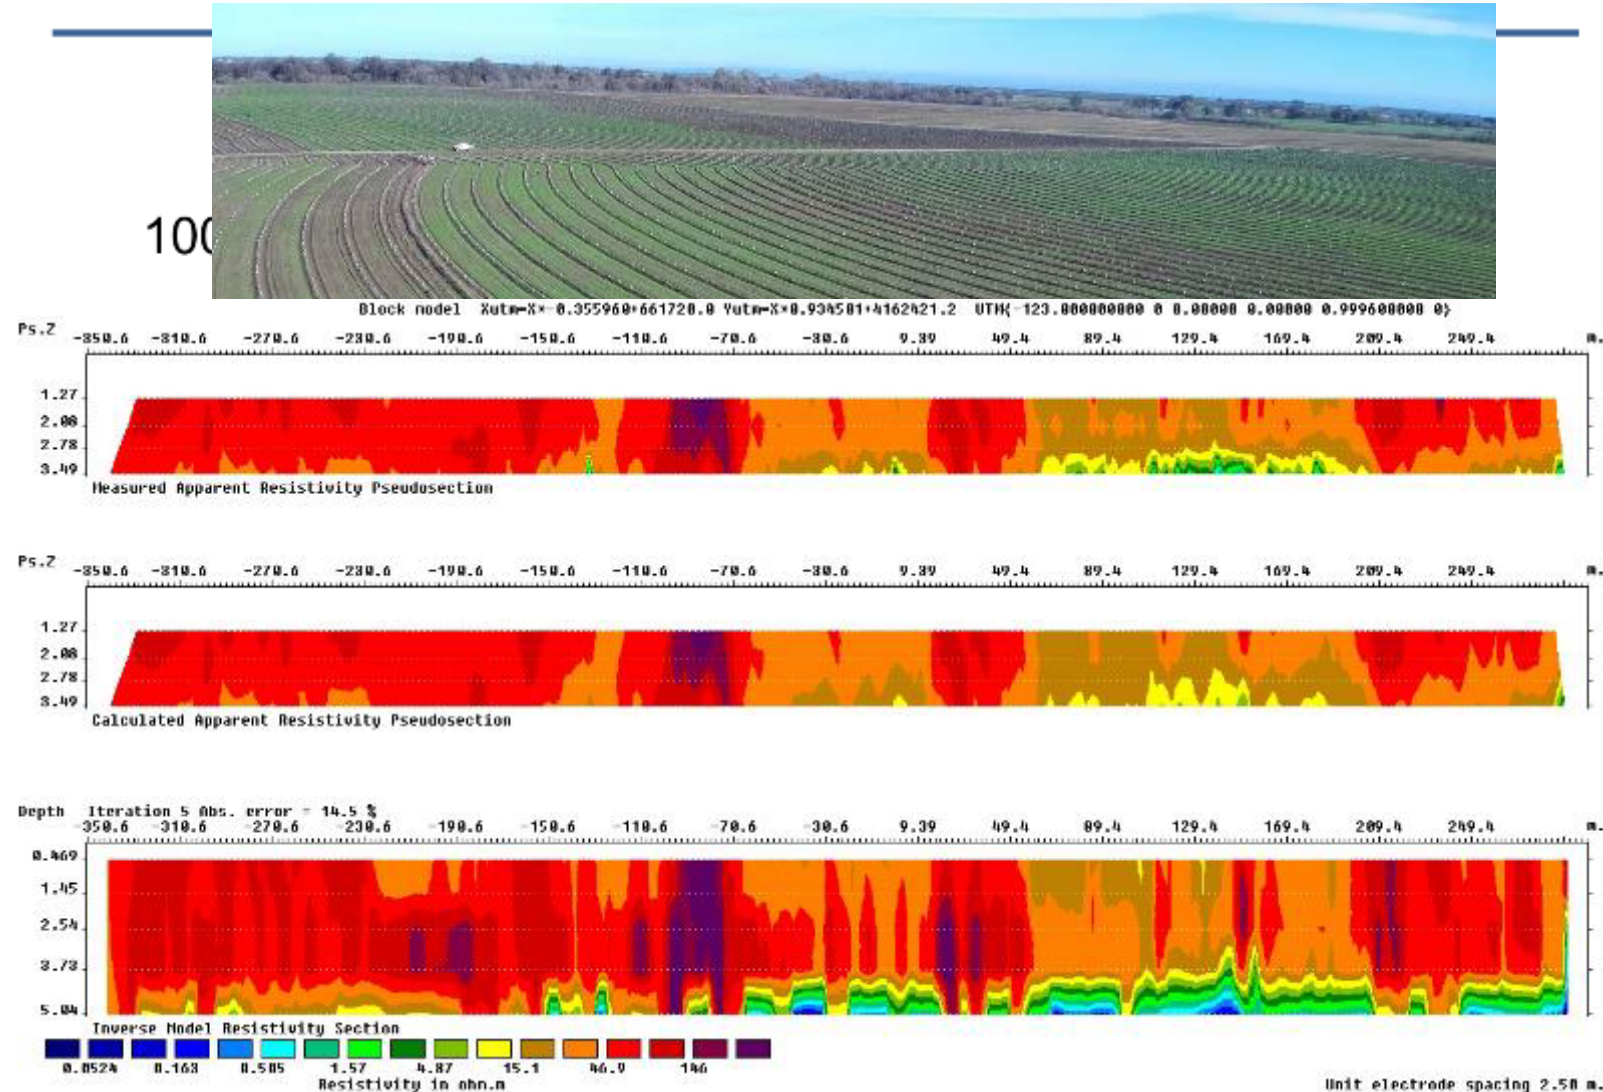 100
Block model Xutm=X*-0.355960+661720.0 Yutm=X*0.934501+4162421.2 UTM{-123.000000000 0 0.00000 0.00000 0.999600000 0}
Ps.Z -350.6 -310.6 -270.6 -230.6 -190.6 -150.6 -110.6 -70.6 -30.6 9.39 49.4 89.4 129.4 169.4 209.4 249.4 m.
1.27
2.08
2.78
3.49
Measured Apparent Resistivity Pseudosection
Ps.Z -350.6 -310.6 -270.6 -230.6 -190.6 -150.6 -110.6 -70.6 -30.6 9.39 49.4 89.4 129.4 169.4 209.4 249.4 m.
1.27
2.08
2.78
3.49
Calculated Apparent Resistivity Pseudosection
Depth Iteration 5 Abs. error = 14.5 %
-350.6 -310.6 -270.6 -230.6 -190.6 -150.6 -110.6 -70.6 -30.6 9.39 49.4 89.4 129.4 169.4 209.4 249.4 m.
0.469
1.45
2.54
3.73
5.04
Inverse Model Resistivity Section
0.0524 0.163 0.505 1.57 4.87 15.1 46.9 146
Resistivity in ohm.m
Unit electrode spacing 2.50 m.